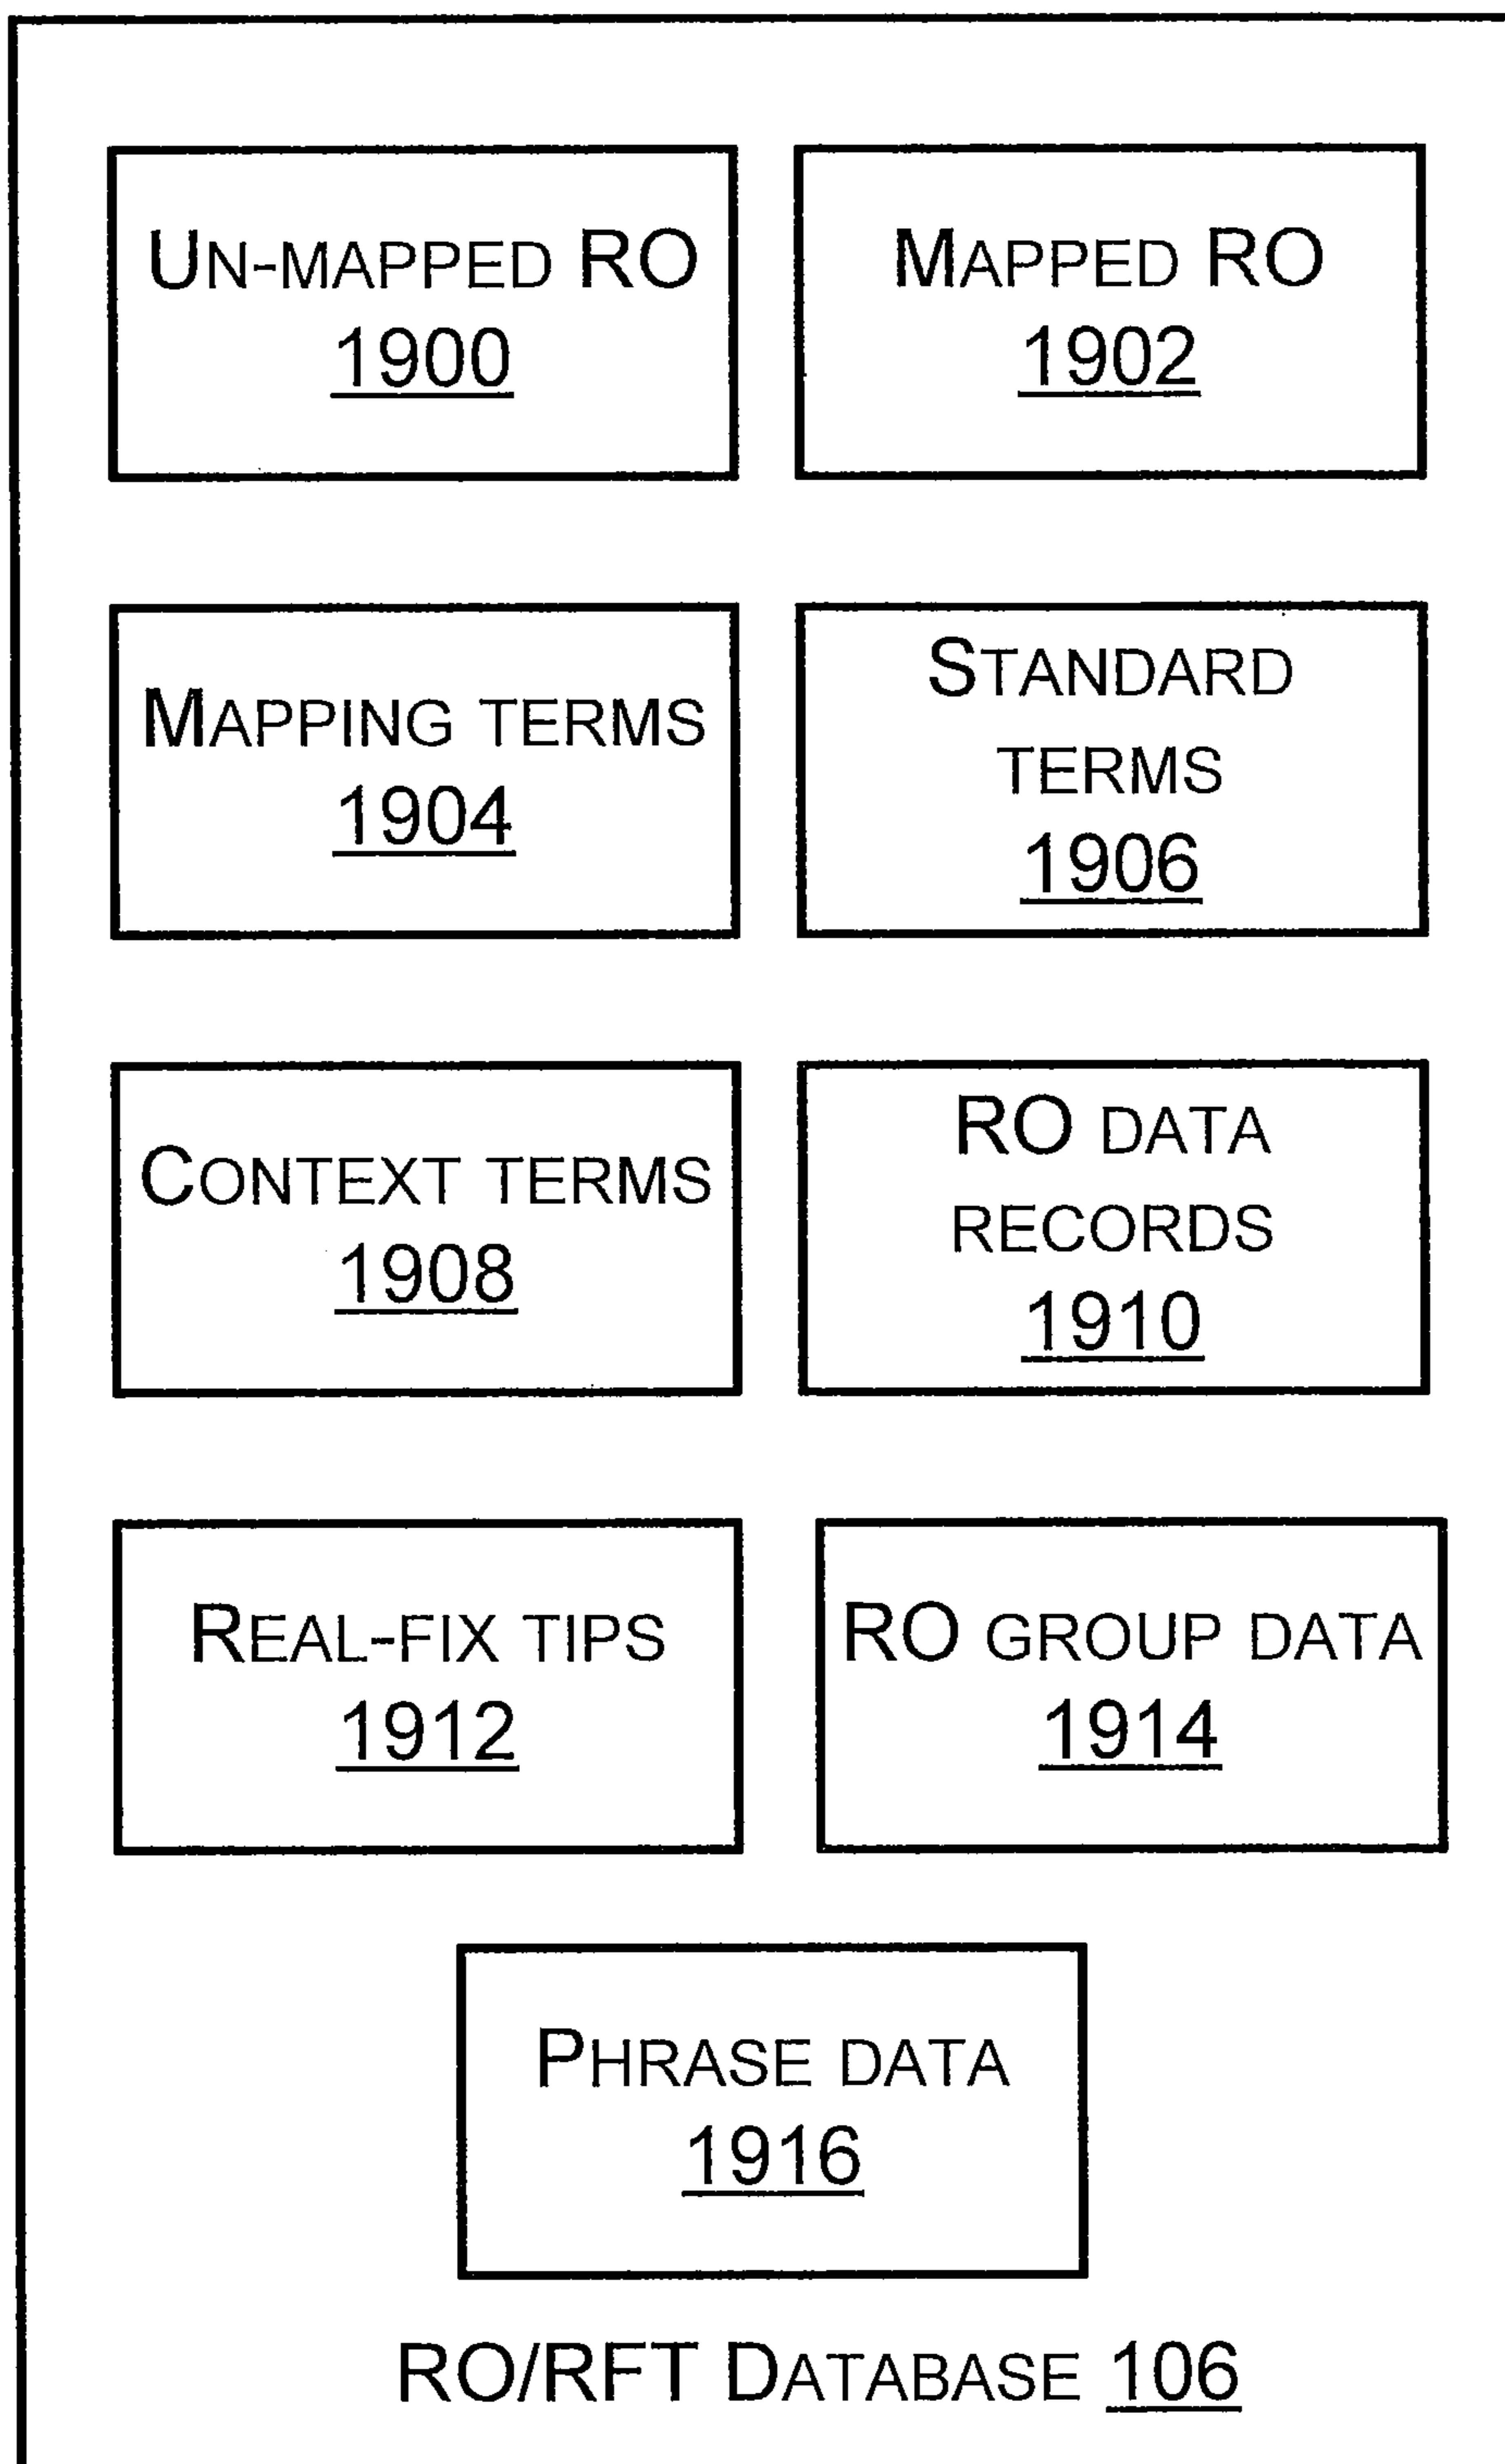 UN-MAPPED RO
1900
MAPPED RO
1902
MAPPING TERMS
1904
STANDARD
TERMS
1906
CONTEXT TERMS
1908
RO DATA
RECORDS
1910
REAL-FIX TIPS
1912
RO GROUP DATA
1914
PHRASE DATA
1916
RO/RFT DATABASE 106